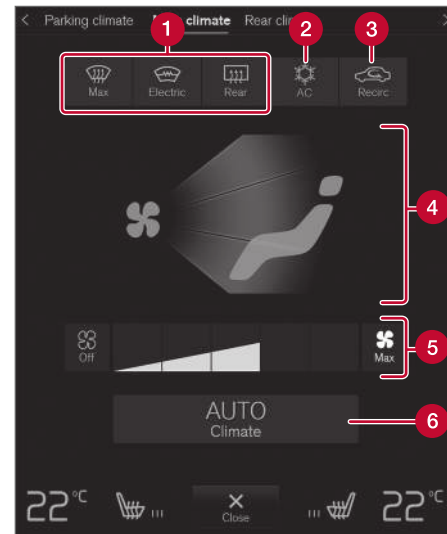 Parking climate climate Rear cli
1 2 3
Max Electric Rear AC Recirc
4
Off Max 5
AUTO 6
Climate
22°C 22°C
Close